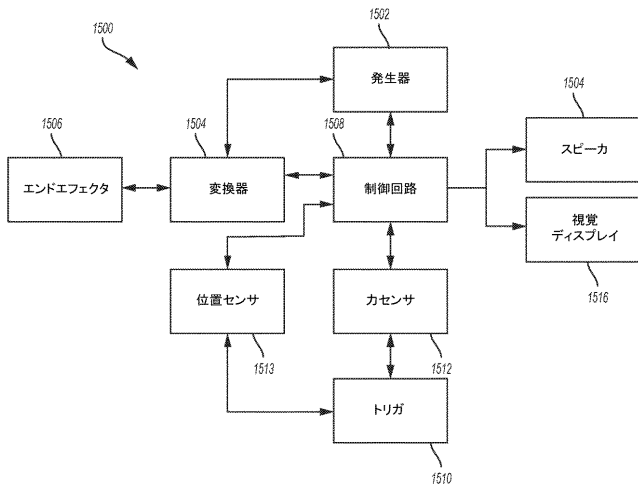 1500
1502
発生器
1506
エンドエフェクタ
1504
変換器
1508
制御回路
1504
スピーカ
視覚
ディスプレイ
1516
位置センサ
1513
力センサ
1512
トリガ
1510